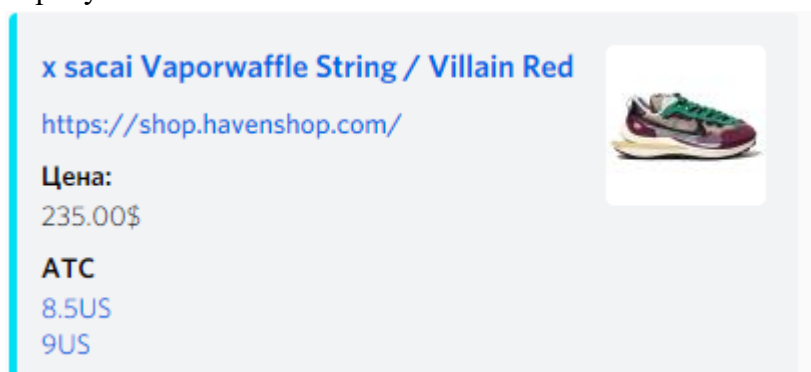 x sacai Vaporwaffle String / Villain Red
https://shop.havenshop.com/
Цена:
235.00$
ATC
8.5US
9US